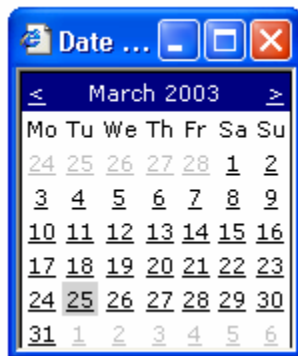 Date ...
< March 2003 >
Mo Tu We Th Fr Sa Su
24 25 26 27 28 1 2
3 4 5 6 7 8 9
10 11 12 13 14 15 16
17 18 19 20 21 22 23
24 25 26 27 28 29 30
31 1 2 3 4 5 6